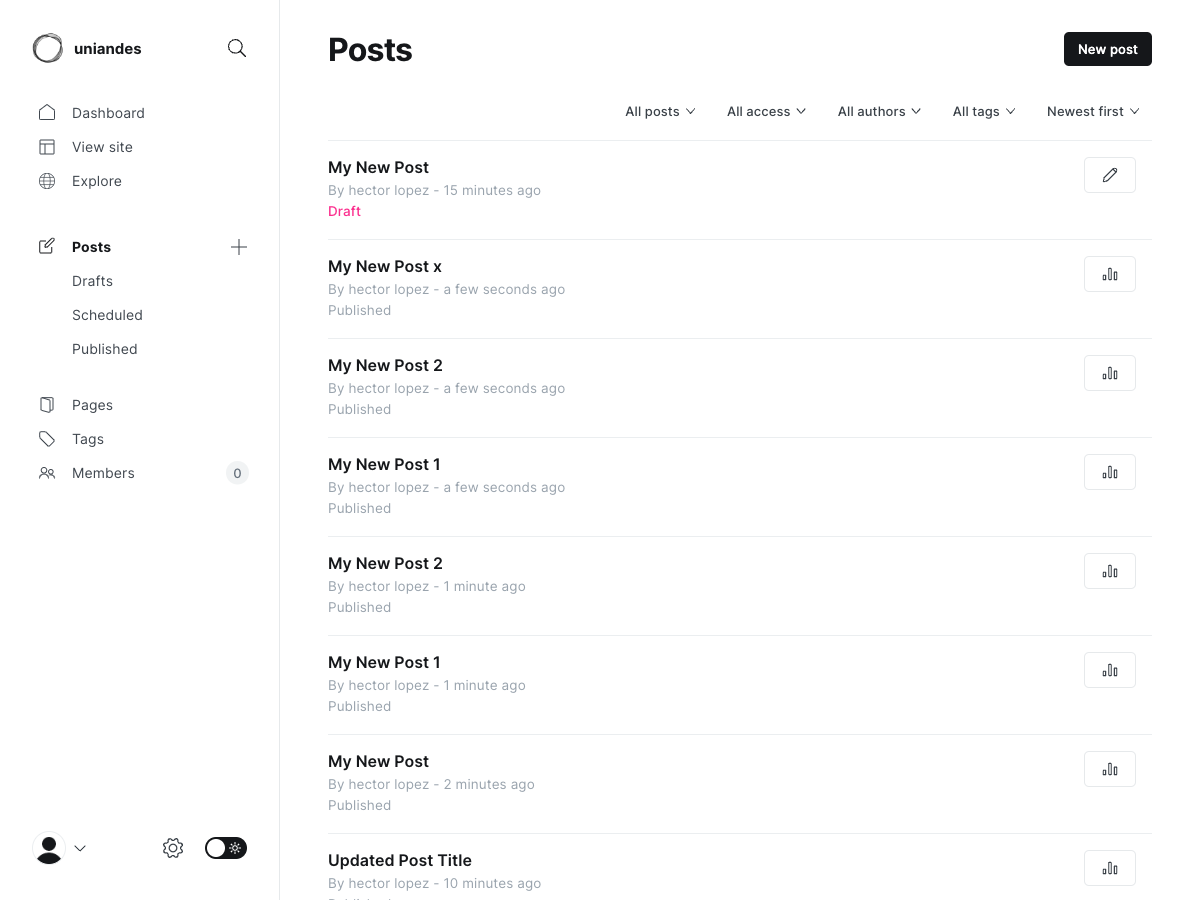 uniandes
Dashboard
View site
Explore
Posts
Drafts
Scheduled
Published
Pages
Tags
Members 0
Posts
New post
All posts All access All authors All tags Newest first
My New Post
By hector lopez - 15 minutes ago
Draft
My New Post x
By hector lopez - a few seconds ago
Published
My New Post 2
By hector lopez - a few seconds ago
Published
My New Post 1
By hector lopez - a few seconds ago
Published
My New Post 2
By hector lopez - 1 minute ago
Published
My New Post 1
By hector lopez - 1 minute ago
Published
My New Post
By hector lopez - 2 minutes ago
Published
Updated Post Title
By hector lopez - 10 minutes ago